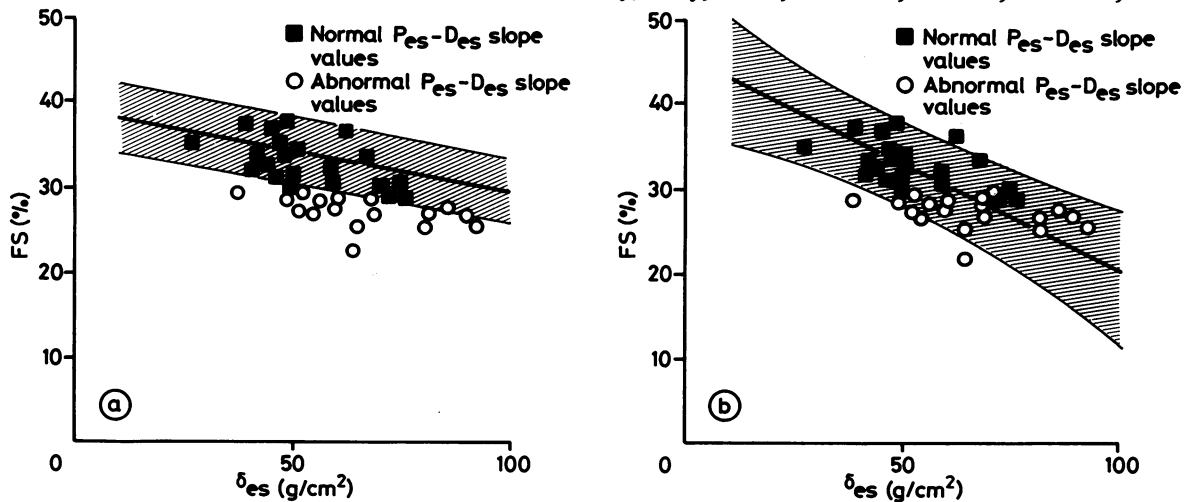 50
40
30
20
10
0
50
100
FS (%)
δes (g/cm²)
Normal Pes-Des slope
values
Abnormal Pes-Des slope
values
a
50
40
30
20
10
0
50
100
FS (%)
δes (g/cm²)
Normal Pes-Des slope
values
Abnormal Pes-Des slope
values
b